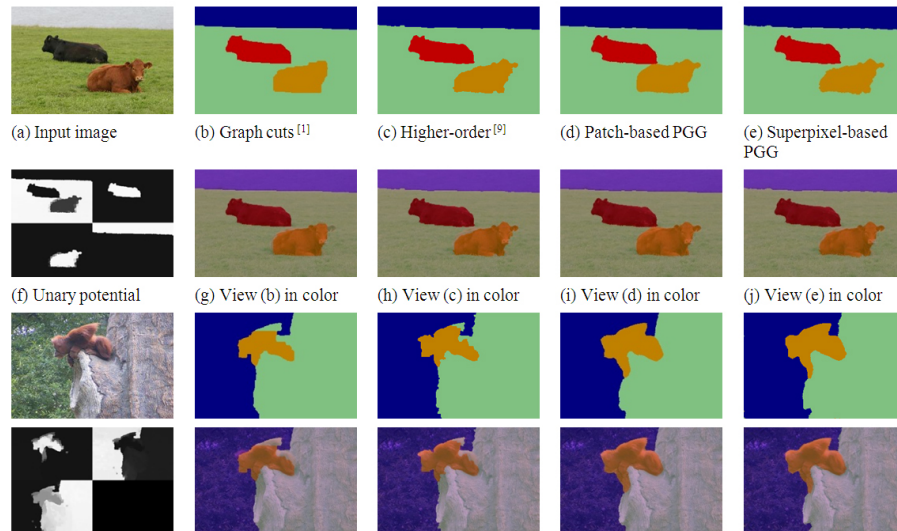 (a) Input image
(b) Graph cuts [1]
(c) Higher-order [9]
(d) Patch-based PGG
(e) Superpixel-based
PGG
(f) Unary potential
(g) View (b) in color
(h) View (c) in color
(i) View (d) in color
(j) View (e) in color